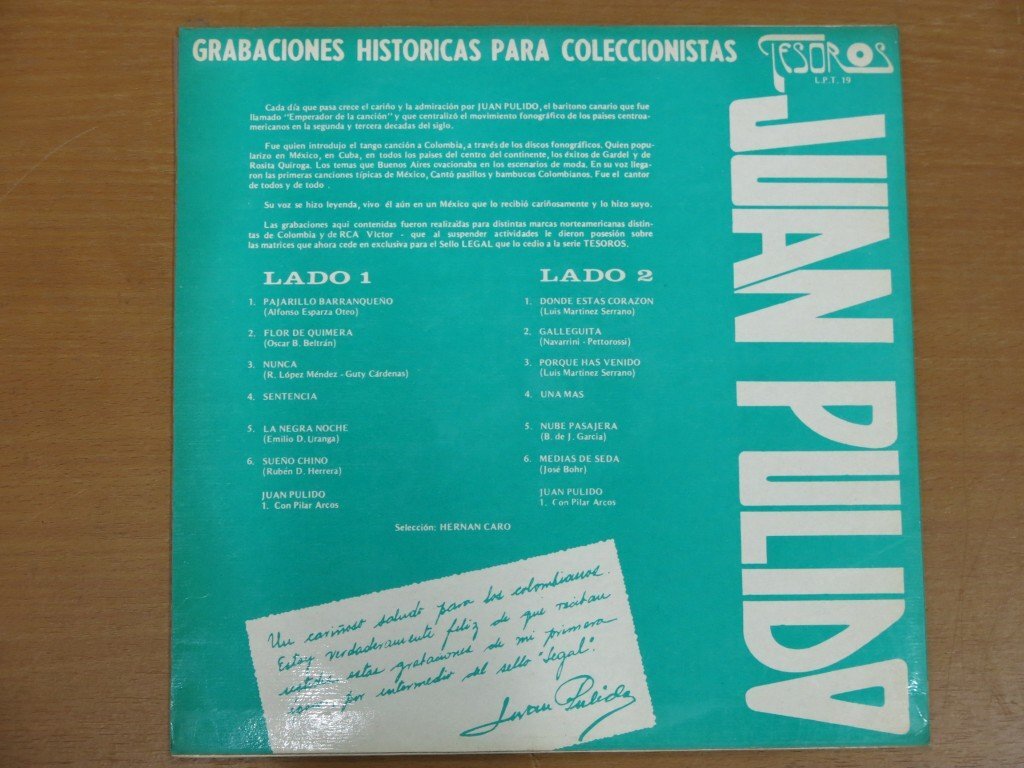 GRABACIONES HISTORICAS PARA COLECCIONISTAS
TESOROS
L.P.T. 19
JUAN PULIDO
Cada día que pasa crece el cariño y la admiración por JUAN PULIDO, el baritono canario que fue
llamado "Emperador de la canción" y que centralizó el movimiento fonográfico de los países centroa-
mericanos en la segunda y tercera decadas del siglo.
Fue quien introdujo el tango canción a Colombia, a través de los discos fonográficos. Quien popu-
larizo en México, en Cuba, en todos los paises del centro del continente, los éxitos de Gardel y de
Rosita Quiroga. Los temas que Buenos Aires ovacionaba en los escenarios de moda. En su voz llega-
ron las primeras canciones típicas de México, Cantó pasillos y bambucos Colombianos. Fue el cantor
de todos y de todo .
Su voz se hizo leyenda, vivo él aún en un México que lo recibió cariñosamente y lo hizo suyo.
Las grabaciones aquí contenidas fueron realizadas para distintas marcas norteamericanas distin-
tas de Colombia y de RCA Victor - que al suspender actividades le dieron posesión sobre
las matrices que ahora cede en exclusiva para el Sello LEGAL que lo cedio a la serie TESOROS.
LADO 1
1. PAJARILLO BARRANQUEÑO
(Alfonso Esparza Oteo)
2. FLOR DE QUIMERA
(Oscar B. Beltrán)
3. NUNCA
(R. López Méndez - Guty Cárdenas)
4. SENTENCIA
5. LA NEGRA NOCHE
(Emilio D. Uranga)
6. SUEÑO CHINO
(Rubén D. Herrera)
JUAN PULIDO
1. Con Pilar Arcos
LADO 2
1. DONDE ESTAS CORAZON
(Luis Martinez Serrano)
2. GALLEGUITA
(Navarrini - Pettorossi)
3. PORQUE HAS VENIDO
(Luis Martinez Serrano)
4. UNA MAS
5. NUBE PASAJERA
(B. de J. Garcia)
6. MEDIAS DE SEDA
(José Bohr)
JUAN PULIDO
1. Con Pilar Arcos
Selección: HERNAN CARO
Un cariñoso saludo para los colombianos.
Estoy verdaderamente feliz de que reciban
ustedes estas grabaciones de mi primera
por intermedio del sello "Legal".
Juan Pulido